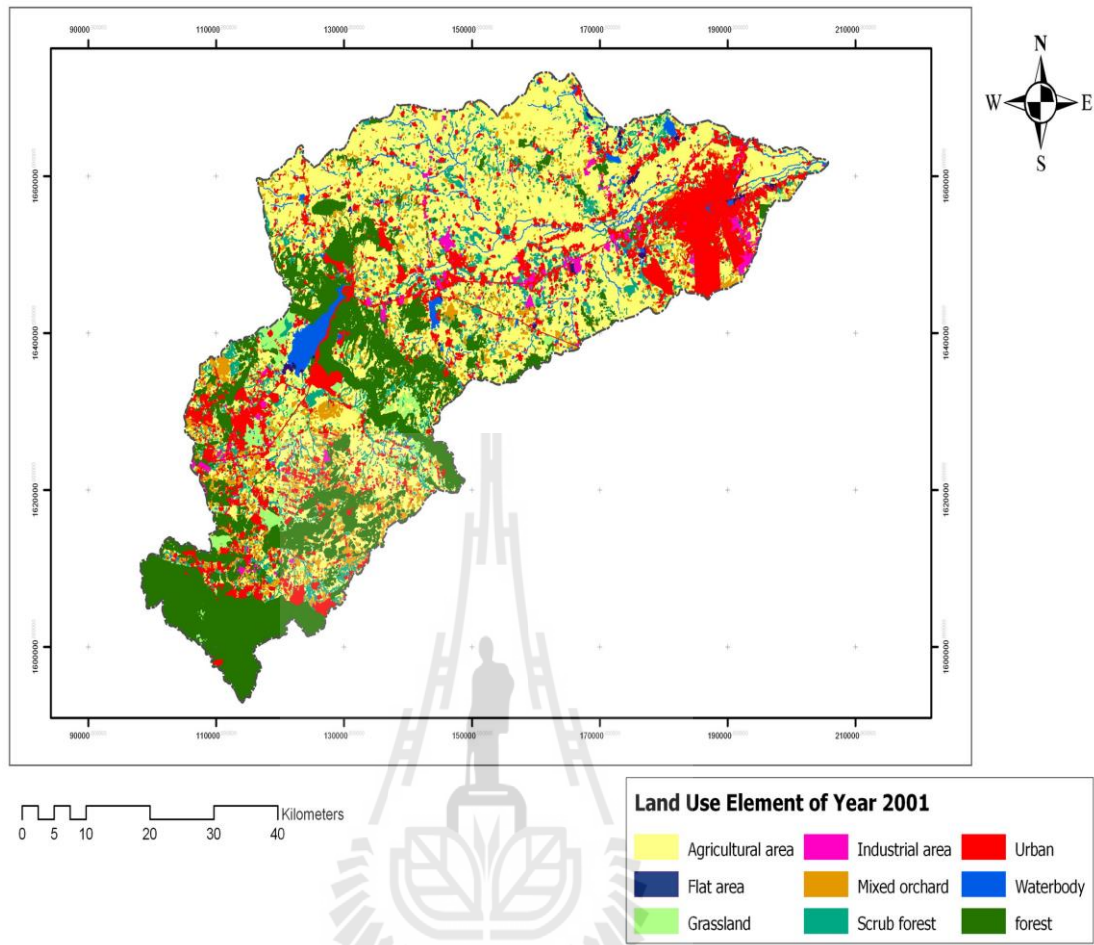 90000 110000 130000 150000 170000 190000 210000
N
W E
S
1660000 1660000
1640000 1640000
1620000 1620000
1600000 1600000
90000 110000 130000 150000 170000 190000 210000
Kilometers
0 5 10 20 30 40
Land Use Element of Year 2001
Agricultural area Industrial area Urban
Flat area Mixed orchard Waterbody
Grassland Scrub forest forest